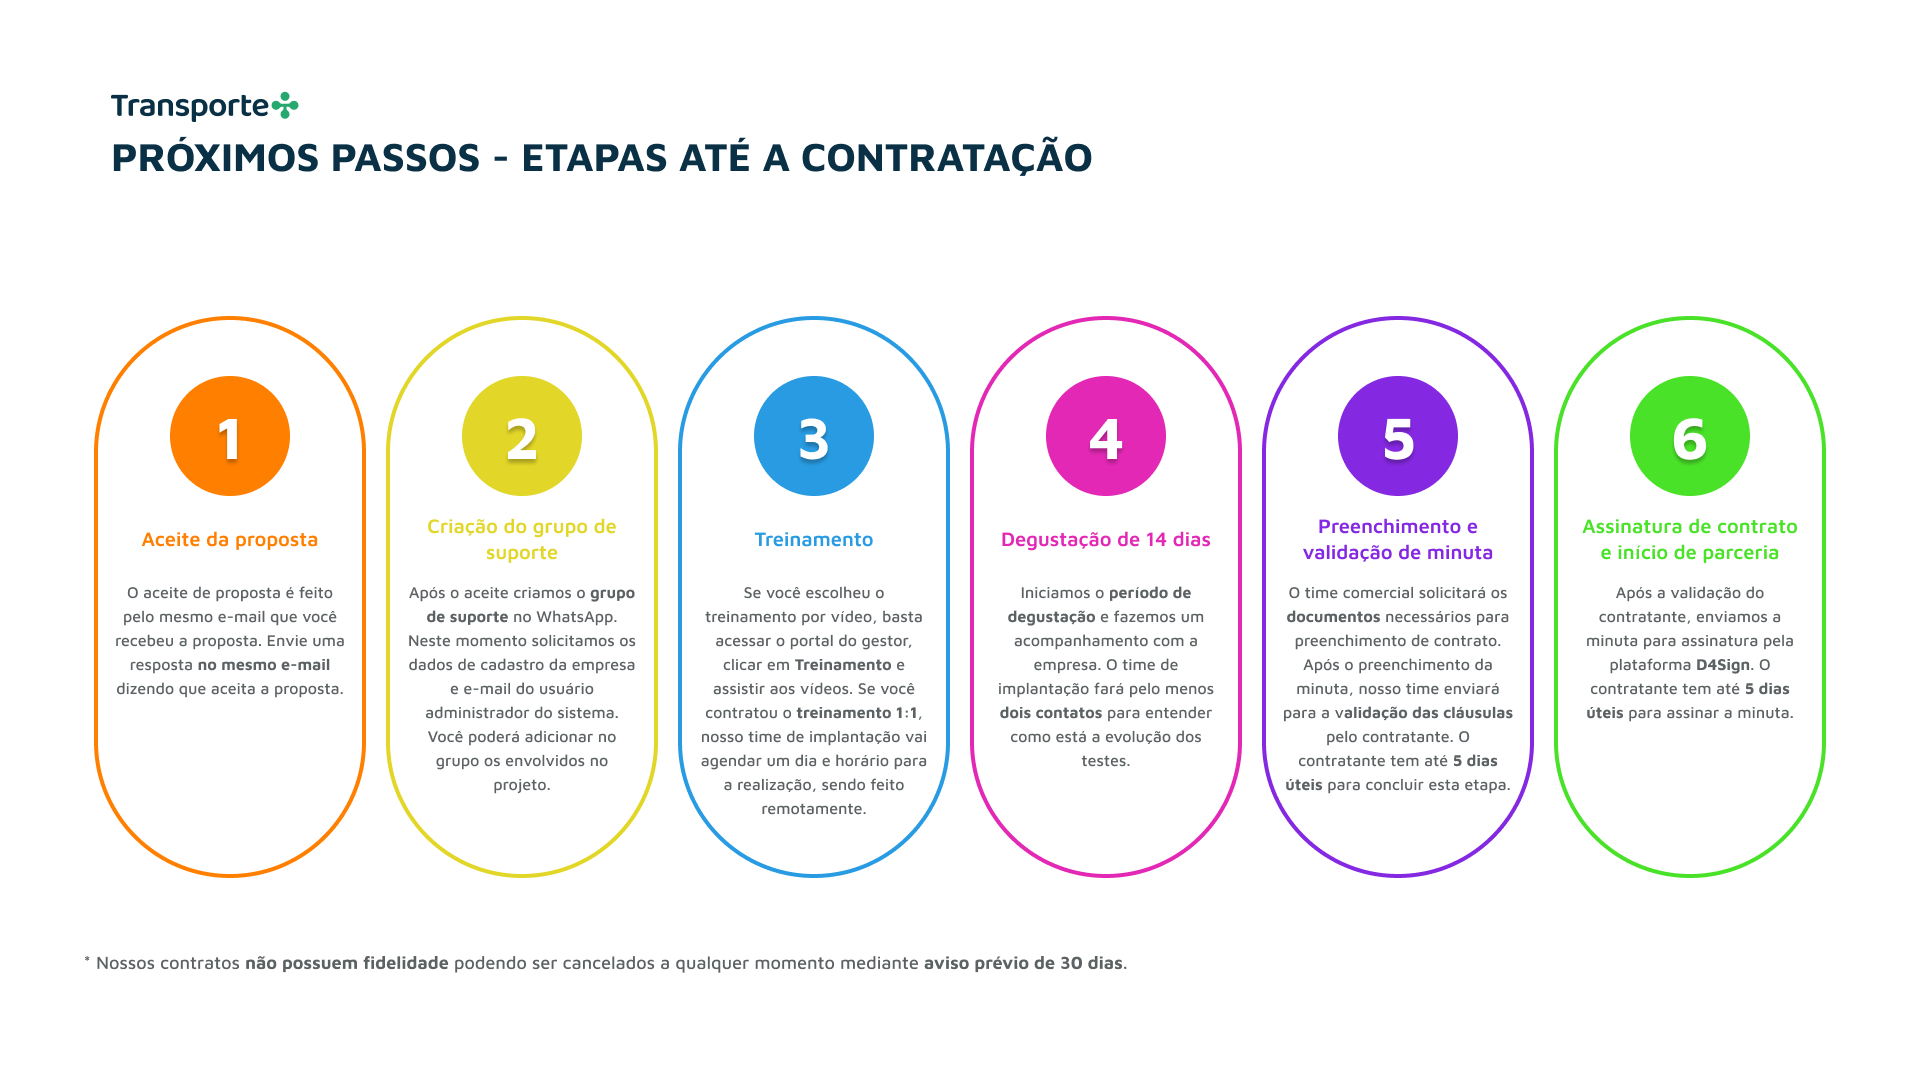 Transporte
PRÓXIMOS PASSOS - ETAPAS ATÉ A CONTRATAÇÃO
1
Aceite da proposta
O aceite de proposta é feito
pelo mesmo e-mail que você
recebeu a proposta. Envie uma
resposta no mesmo e-mail
dizendo que aceita a proposta.
2
Criação do grupo de
suporte
Após o aceite criamos o grupo
de suporte no WhatsApp.
Neste momento solicitamos os
dados de cadastro da empresa
e e-mail do usuário
administrador do sistema.
Você poderá adicionar no
grupo os envolvidos no
projeto.
3
Treinamento
Se você escolheu o
treinamento por vídeo, basta
acessar o portal do gestor,
clicar em Treinamento e
assistir aos vídeos. Se você
contratou o treinamento 1:1,
nosso time de implantação vai
agendar um dia e horário para
a realização, sendo feito
remotamente.
4
Degustação de 14 dias
Iniciamos o período de
degustação e fazemos um
acompanhamento com a
empresa. O time de
implantação fará pelo menos
dois contatos para entender
como está a evolução dos
testes.
5
Preenchimento e
validação de minuta
O time comercial solicitará os
documentos necessários para
preenchimento de contrato.
Após o preenchimento da
minuta, nosso time enviará
para a validação das cláusulas
pelo contratante. O
contratante tem até 5 dias
úteis para concluir esta etapa.
6
Assinatura de contrato
e início de parceria
Após a validação do
contratante, enviamos a
minuta para assinatura pela
plataforma D4Sign. O
contratante tem até 5 dias
úteis para assinar a minuta.
* Nossos contratos não possuem fidelidade podendo ser cancelados a qualquer momento mediante aviso prévio de 30 dias.